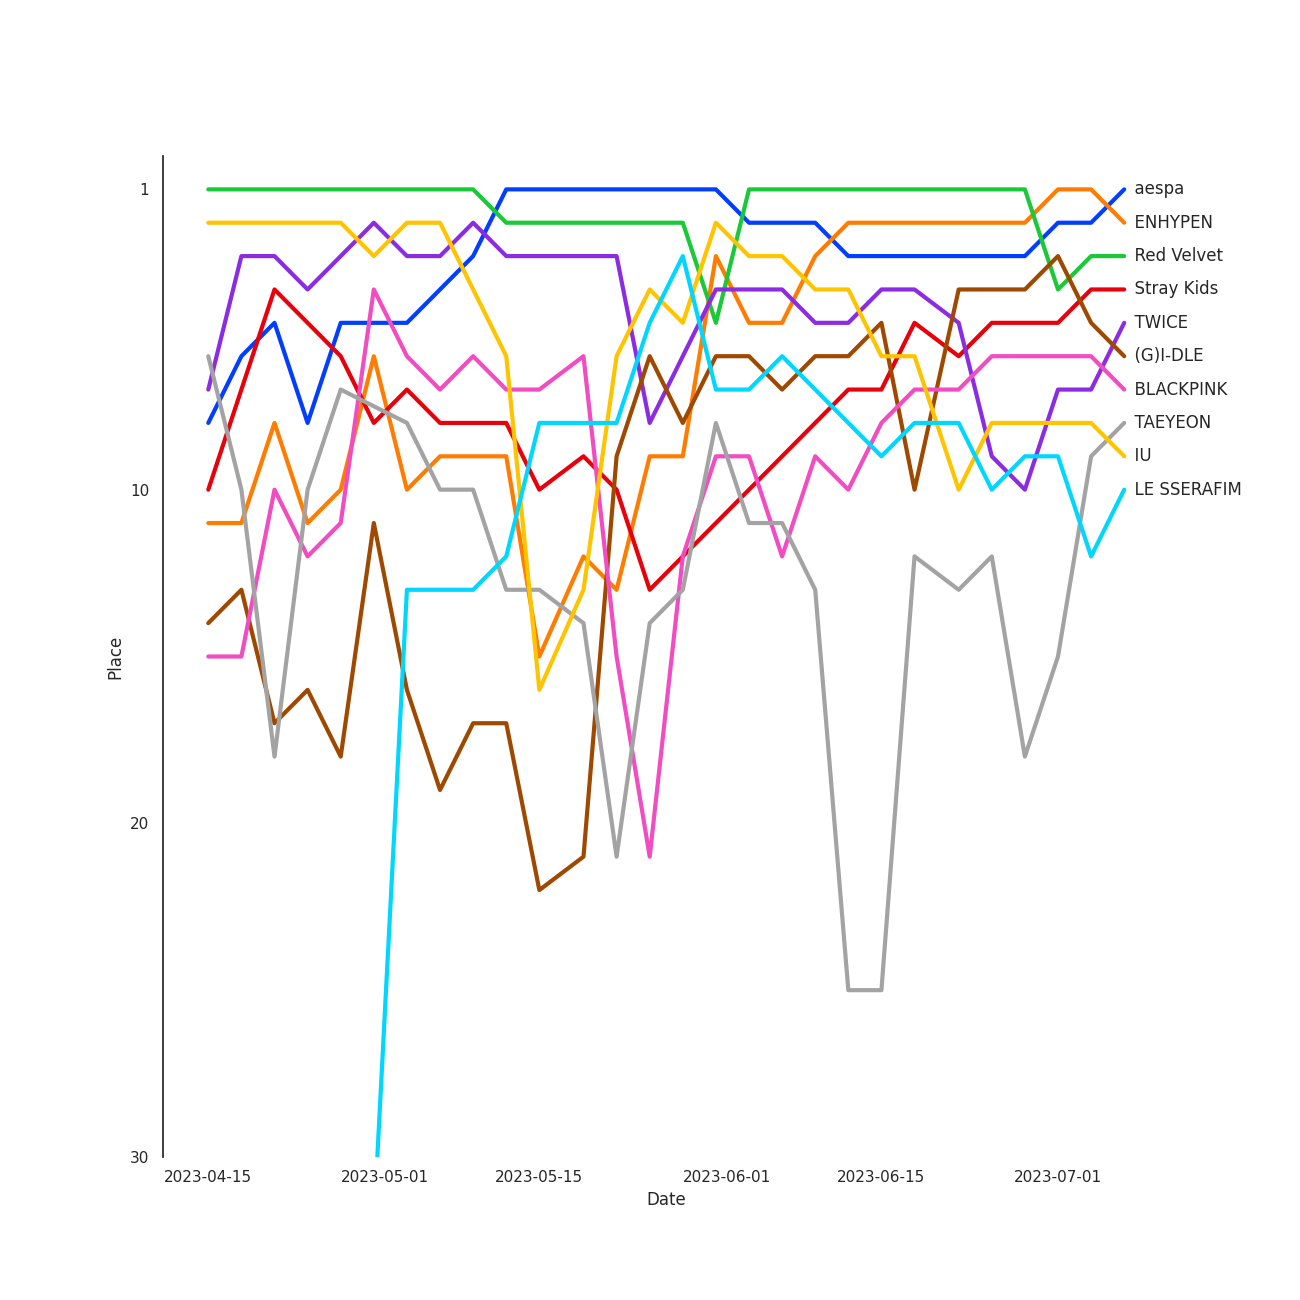 1
10
20
30
Place
2023-04-15
2023-05-01
2023-05-15
2023-06-01
2023-06-15
2023-07-01
Date
aespa
ENHYPEN
Red Velvet
Stray Kids
TWICE
(G)I-DLE
BLACKPINK
TAEYEON
IU
LE SSERAFIM